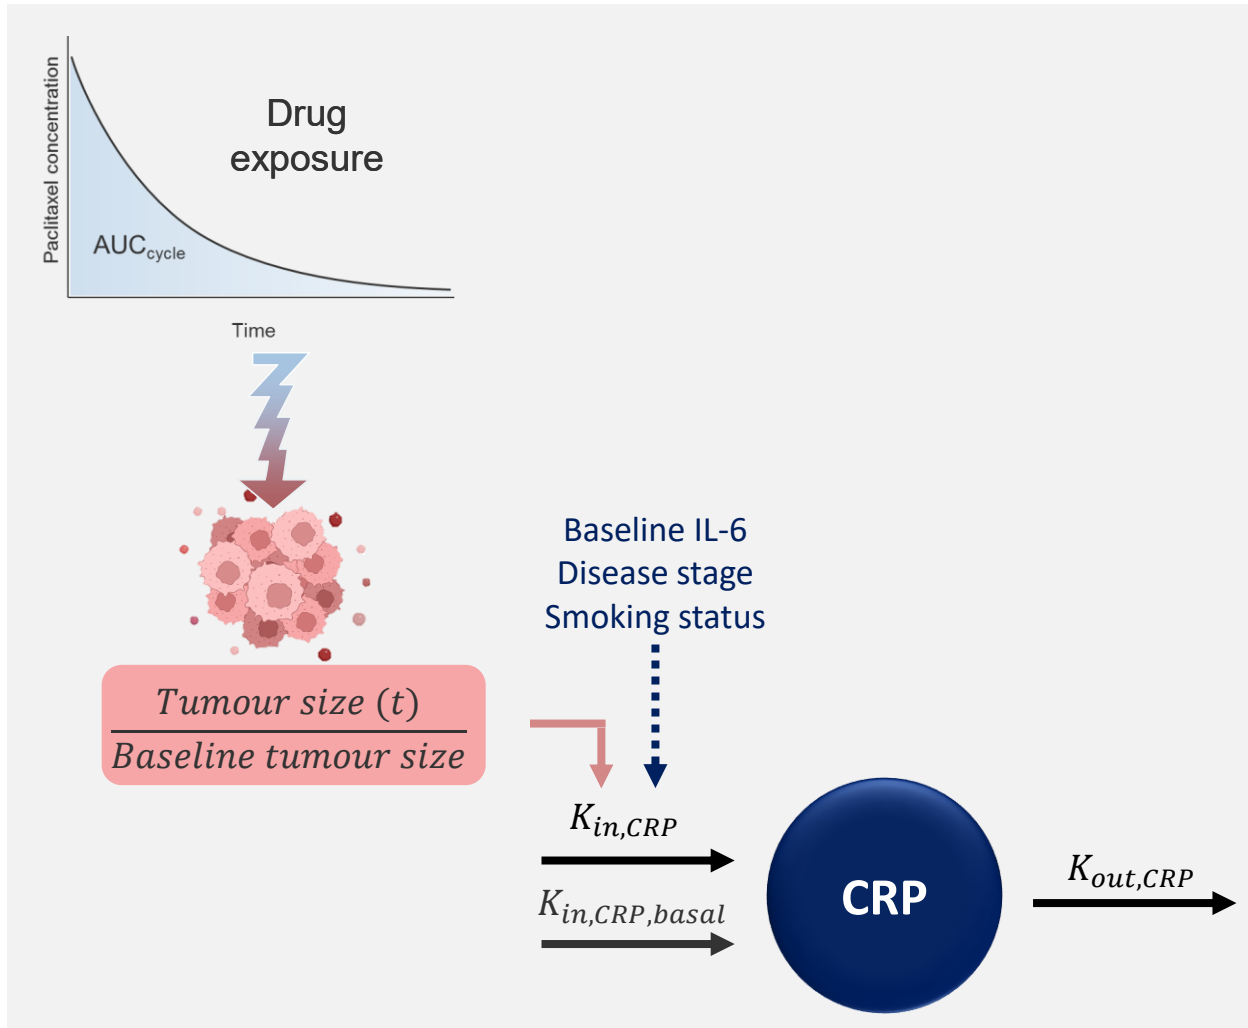 Paclitaxel concentration
Drug
exposure
AUCcycle
Time
Baseline IL-6
Disease stage
Smoking status
Tumour size (t)
Baseline tumour size
Kin,CRP
Kin,CRP,basal
CRP
Kout,CRP